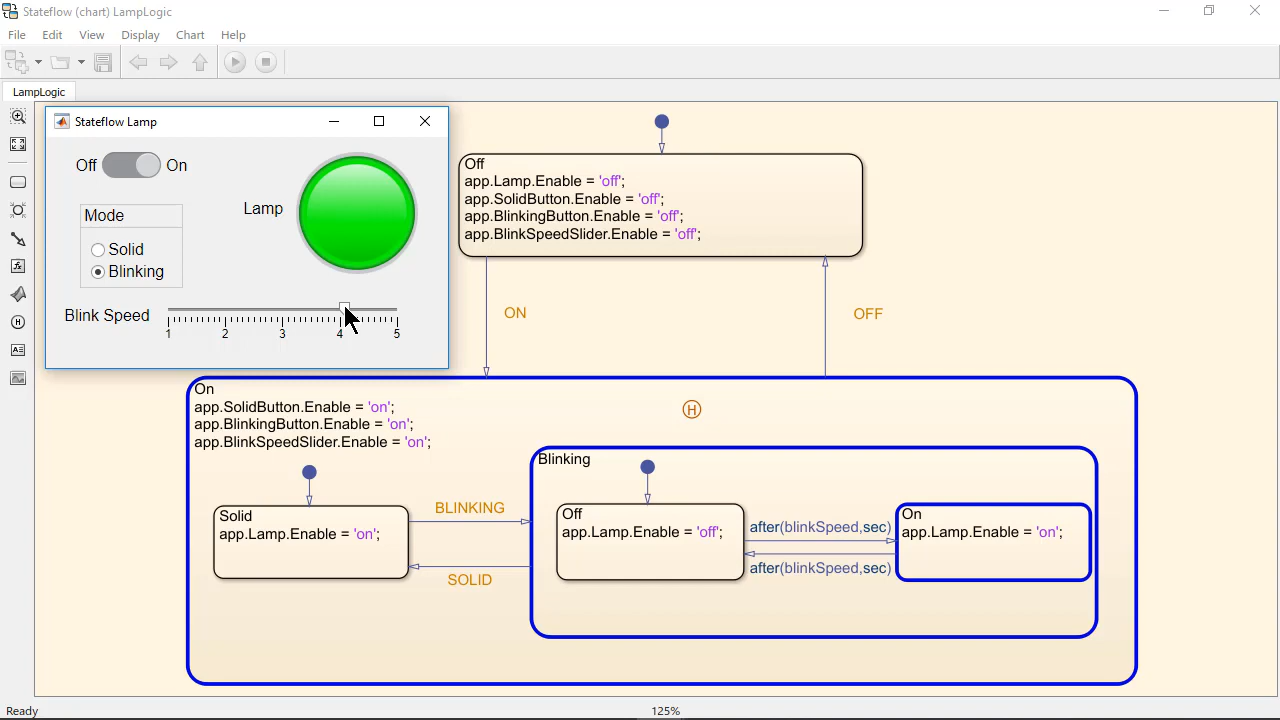 Stateflow (chart) LampLogic
File Edit View Display Chart Help
LampLogic
Stateflow Lamp
Off On
Lamp
Mode
Solid
Blinking
Blink Speed
1 2 3 4 5
Off
app.Lamp.Enable = 'off';
app.SolidButton.Enable = 'off';
app.BlinkingButton.Enable = 'off';
app.BlinkSpeedSlider.Enable = 'off';
ON
OFF
On
app.SolidButton.Enable = 'on';
app.BlinkingButton.Enable = 'on';
app.BlinkSpeedSlider.Enable = 'on';
H
Solid
app.Lamp.Enable = 'on';
BLINKING
SOLID
Blinking
Off
app.Lamp.Enable = 'off';
after(blinkSpeed,sec)
after(blinkSpeed,sec)
On
app.Lamp.Enable = 'on';
Ready
125%